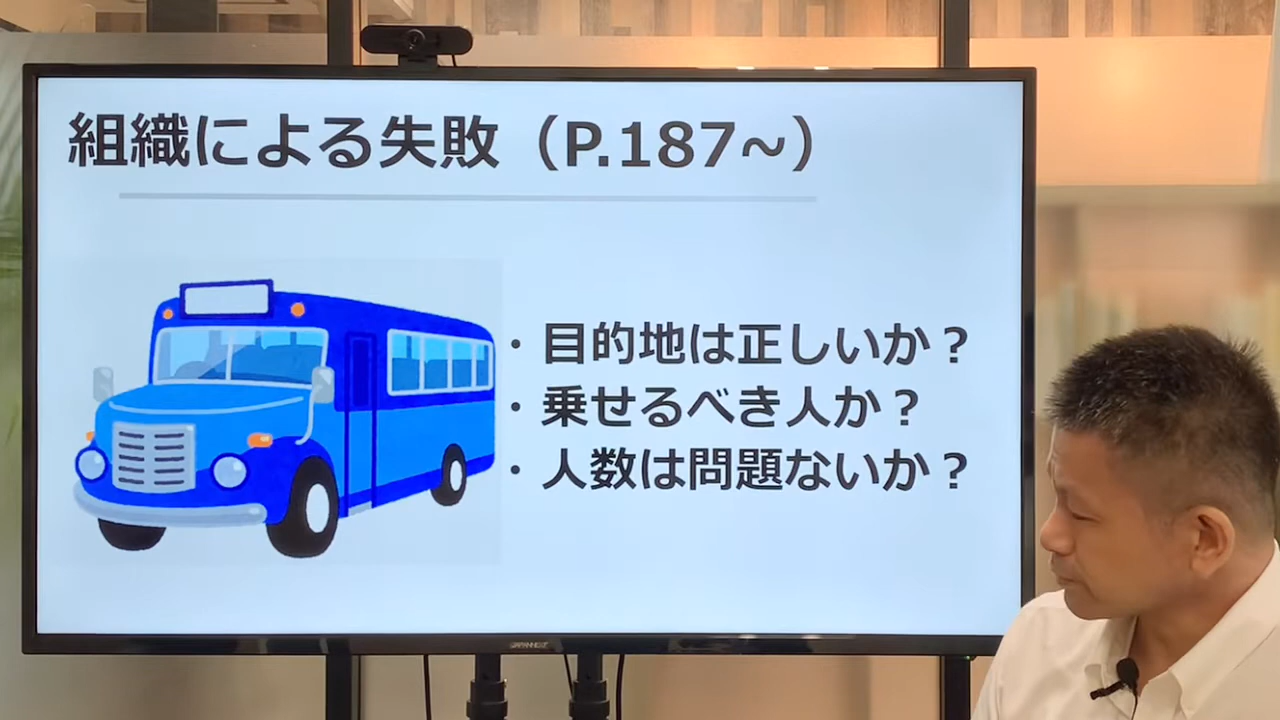 組織による失敗（P.187~）
・目的地は正しいか？
・乗せるべき人か？
・人数は問題ないか？
JAPANNEXT